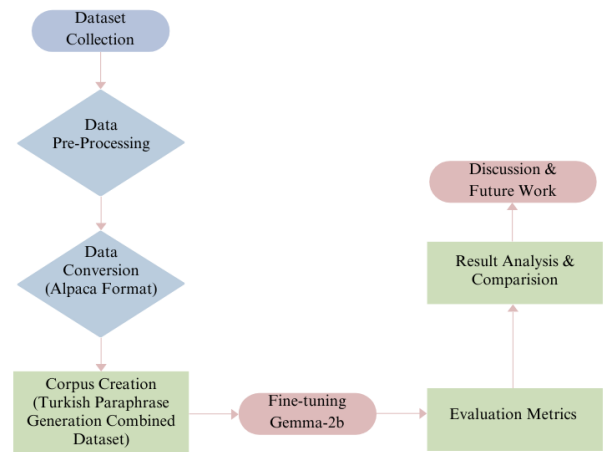 Dataset
Collection
Data
Pre-Processing
Data
Conversion
(Alpaca Format)
Corpus Creation
(Turkish Paraphrase
Generation Combined
Dataset)
Fine-tuning
Gemma-2b
Evaluation Metrics
Result Analysis &
Comparision
Discussion &
Future Work